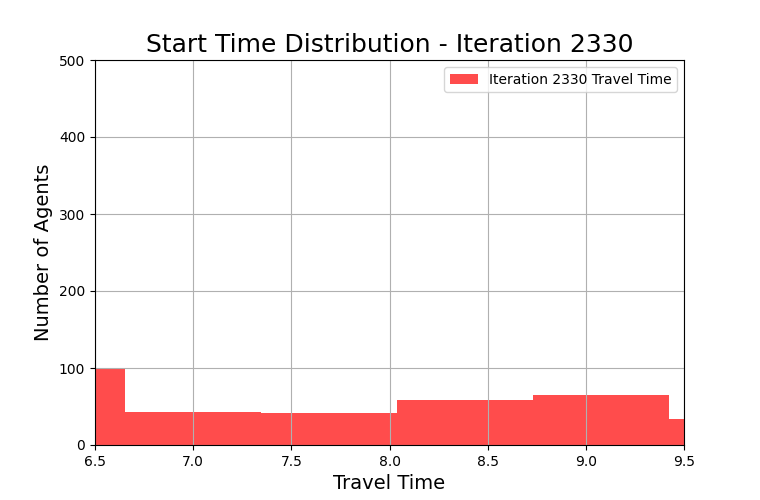 Start Time Distribution - Iteration 2330
Iteration 2330 Travel Time
Number of Agents
500
400
300
200
100
0
6.5 7.0 7.5 8.0 8.5 9.0 9.5
Travel Time